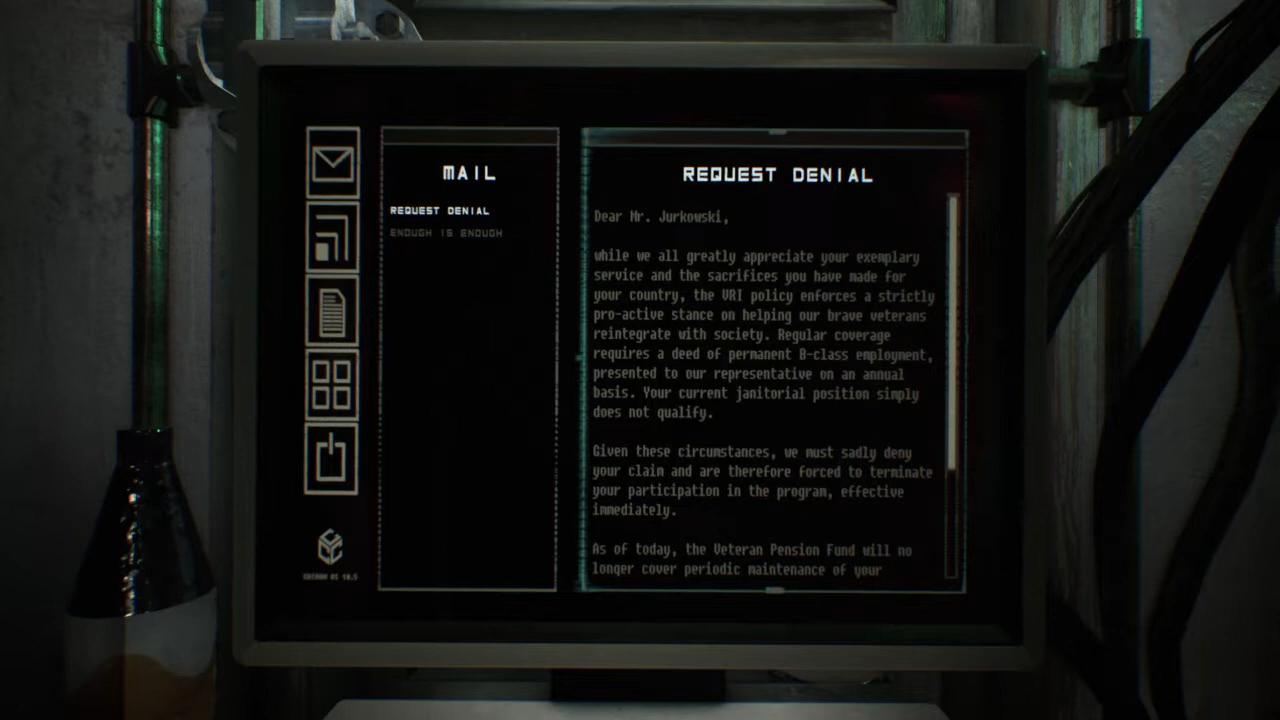 MAIL
REQUEST DENIAL
ENOUGH IS ENOUGH
REQUEST DENIAL
Dear Mr. Jurkowski,
while we all greatly appreciate your exemplary
service and the sacrifices you have made for
your country, the VRI policy enforces a strictly
pro-active stance on helping our brave veterans
reintegrate with society. Regular coverage
requires a deed of permanent B-class employment,
presented to our representative on an annual
basis. Your current janitorial position simply
does not qualify.
Given these circumstances, we must sadly deny
your claim and are therefore forced to terminate
your participation in the program, effective
immediately.
As of today, the Veteran Pension Fund will no
longer cover periodic maintenance of your